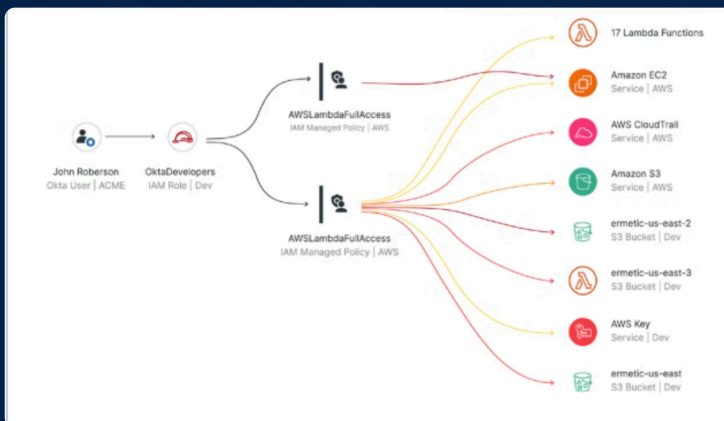 John Roberson
Okta User | ACME
OktaDevelopers
IAM Role | Dev
AWSLambdaFullAccess
IAM Managed Policy | AWS
AWSLambdaFullAccess
IAM Managed Policy | AWS
17 Lambda Functions
Amazon EC2
Service | AWS
AWS CloudTrail
Service | AWS
Amazon S3
Service | AWS
ermetic-us-east-2
S3 Bucket | Dev
ermetic-us-east-3
S3 Bucket | Dev
AWS Key
Service | Dev
ermetic-us-east
S3 Bucket | Dev